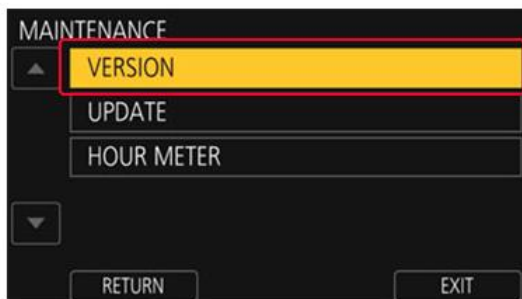 MAINTENANCE
VERSION
UPDATE
HOUR METER
RETURN EXIT